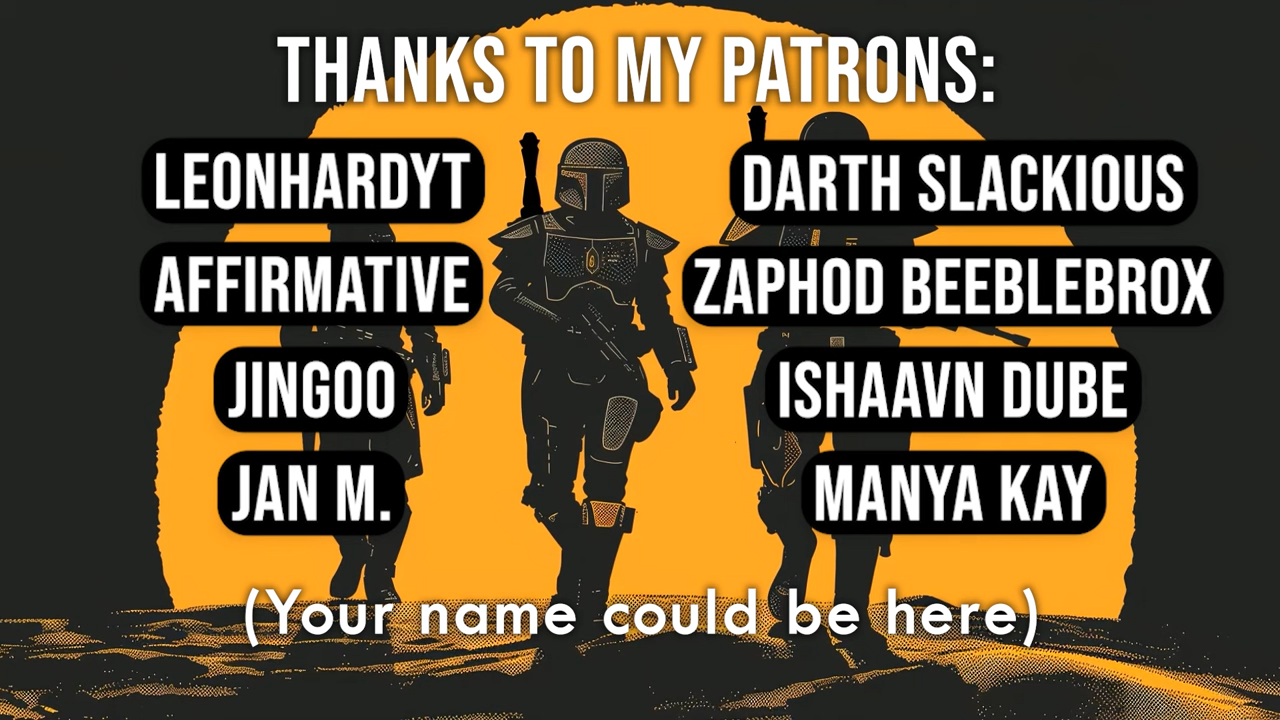 THANKS TO MY PATRONS:
LEONHARDYT
AFFIRMATIVE
JINGOO
JAN M.
DARTH SLACKIOUS
ZAPHOD BEEBLEBROX
ISHAAVN DUBE
MANYA KAY
(Your name could be here)